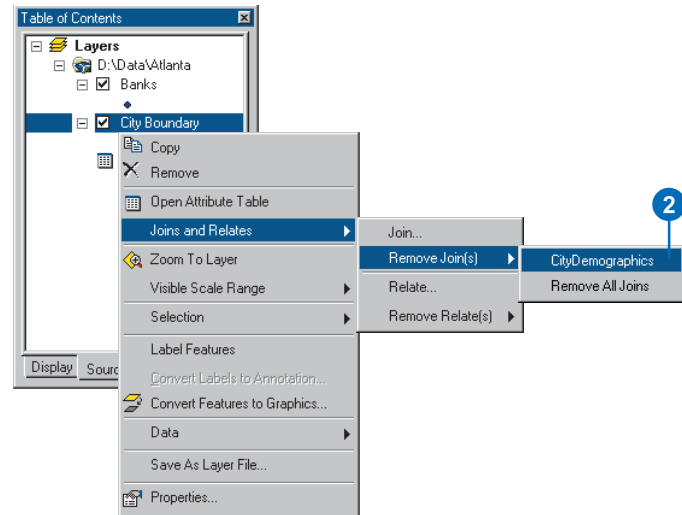 Table of Contents
Layers
D:\Data\Atlanta
Banks
City Boundary
Copy
Remove
Open Attribute Table
Joins and Relates
Zoom To Layer
Visible Scale Range
Selection
Label Features
Convert Labels to Annotation...
Convert Features to Graphics...
Data
Save As Layer File...
Properties...
Join...
Remove Join(s)
Relate...
Remove Relate(s)
2
CityDemographics
Remove All Joins
Display
Sourc